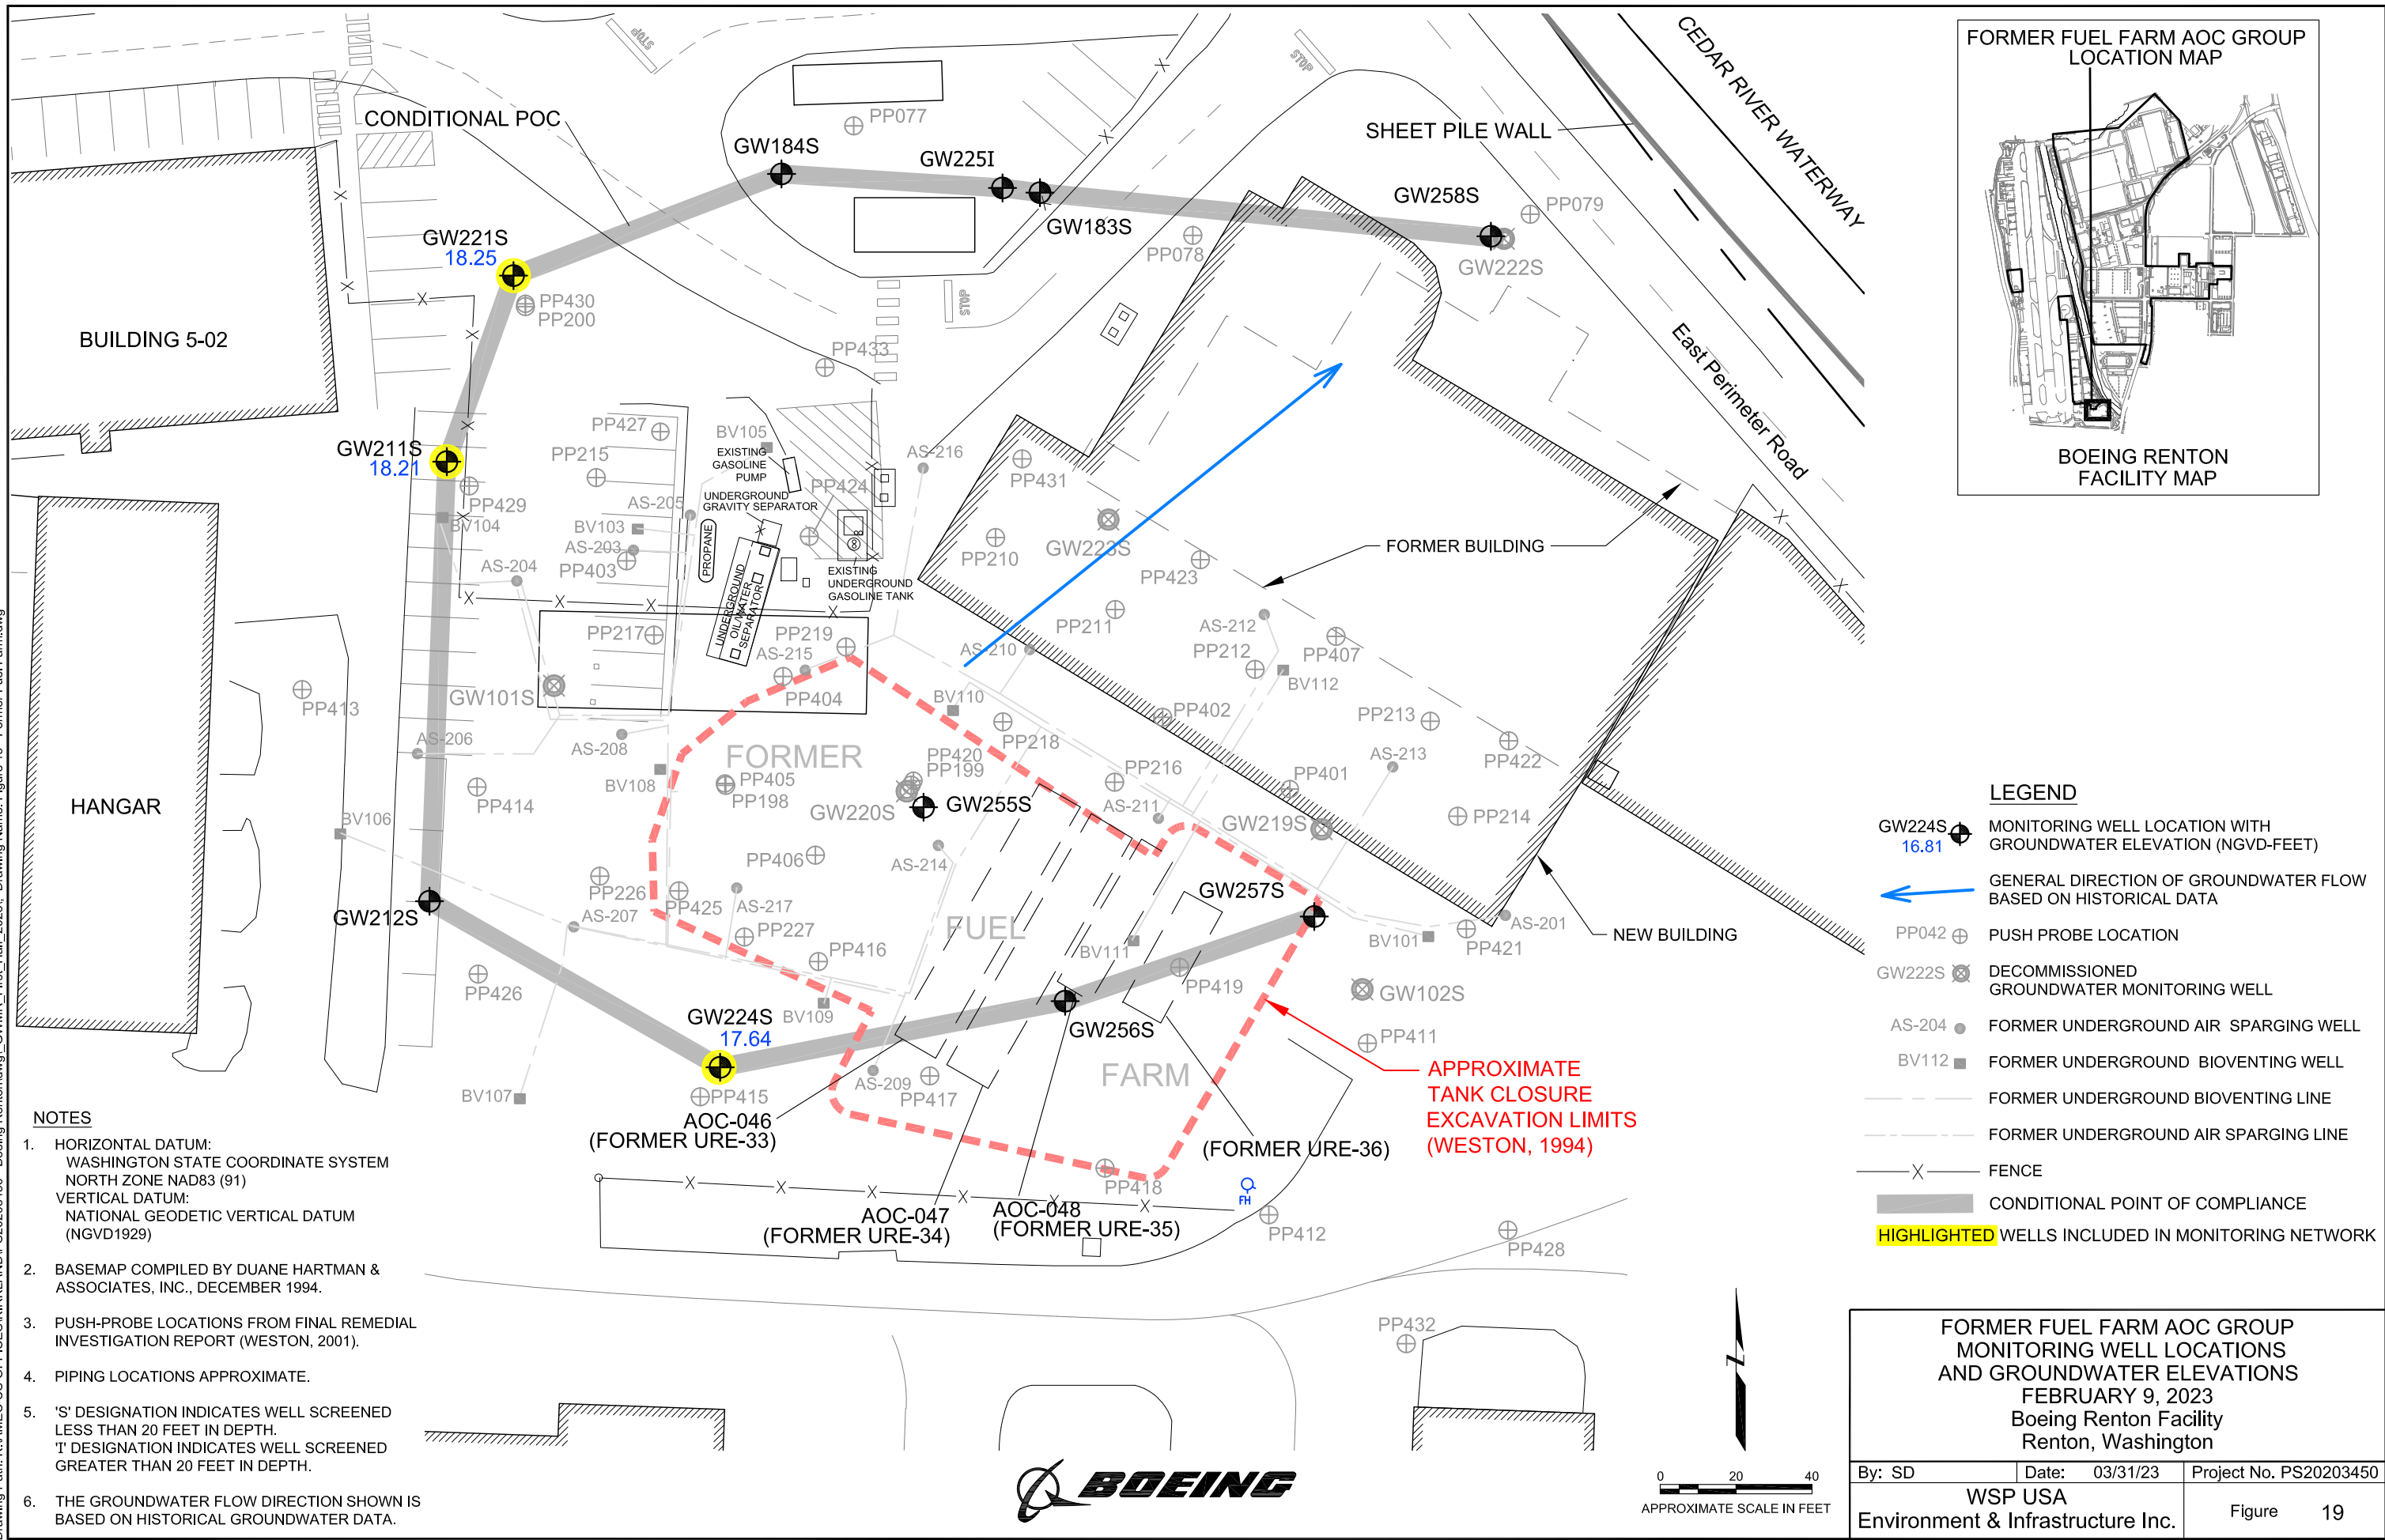 CONDITIONAL POC
STOP
PP077
GW184S
GW225I
GW183S
STOP
SHEET PILE WALL
CEDAR RIVER WATERWAY
GW258S
PP079
PP078
GW222S
GW221S
18.25
PP430
PP200
STOP
East Perimeter Road
BUILDING 5-02
PP433
GW211S
18.21
PP427
PP215
BV105
EXISTING
GASOLINE
PUMP
AS-216
PP431
PP429
BV104
AS-205
UNDERGROUND
GRAVITY SEPARATOR
PP424
BV103
AS-203
PP403
AS-204
PROPANE
UNDERGROUND
OIL/WATER
SEPARATOR
EXISTING
UNDERGROUND
GASOLINE TANK
PP210
GW223S
PP423
FORMER BUILDING
PP211
AS-212
PP212
PP407
BV112
PP217
PP219
AS-215
PP404
AS-210
GW101S
PP413
BV110
PP218
PP402
PP213
AS-213
PP422
AS-206
AS-208
BV108
FORMER
PP405
PP198
PP420
PP199
GW220S
GW255S
PP216
AS-211
PP401
GW219S
PP214
HANGAR
PP414
BV106
PP406
AS-214
PP226
PP425
AS-217
PP227
AS-207
GW212S
PP416
FUEL
GW257S
BV111
PP419
BV101
PP421
AS-201
NEW BUILDING
PP426
BV109
GW102S
GW224S
17.64
GW256S
PP411
BV107
PP415
AS-209
PP417
FARM
AOC-046
(FORMER URE-33)
APPROXIMATE
TANK CLOSURE
EXCAVATION LIMITS
(WESTON, 1994)
(FORMER URE-36)
PP418
FH
AOC-047
(FORMER URE-34)
AOC-048
(FORMER URE-35)
PP412
PP428
PP432
NOTES
1. HORIZONTAL DATUM:
WASHINGTON STATE COORDINATE SYSTEM
NORTH ZONE NAD83 (91)
VERTICAL DATUM:
NATIONAL GEODETIC VERTICAL DATUM
(NGVD1929)
2. BASEMAP COMPILED BY DUANE HARTMAN &
ASSOCIATES, INC., DECEMBER 1994.
3. PUSH-PROBE LOCATIONS FROM FINAL REMEDIAL
INVESTIGATION REPORT (WESTON, 2001).
4. PIPING LOCATIONS APPROXIMATE.
5. 'S' DESIGNATION INDICATES WELL SCREENED
LESS THAN 20 FEET IN DEPTH.
'I' DESIGNATION INDICATES WELL SCREENED
GREATER THAN 20 FEET IN DEPTH.
6. THE GROUNDWATER FLOW DIRECTION SHOWN IS
BASED ON HISTORICAL GROUNDWATER DATA.
BOEING
Z
0 20 40
APPROXIMATE SCALE IN FEET
FORMER FUEL FARM AOC GROUP
LOCATION MAP
BOEING RENTON
FACILITY MAP
LEGEND
GW224S
16.81
MONITORING WELL LOCATION WITH
GROUNDWATER ELEVATION (NGVD-FEET)
GENERAL DIRECTION OF GROUNDWATER FLOW
BASED ON HISTORICAL DATA
PP042 PUSH PROBE LOCATION
GW222S DECOMMISSIONED
GROUNDWATER MONITORING WELL
AS-204 FORMER UNDERGROUND AIR SPARGING WELL
BV112 FORMER UNDERGROUND BIOVENTING WELL
FORMER UNDERGROUND BIOVENTING LINE
FORMER UNDERGROUND AIR SPARGING LINE
X FENCE
CONDITIONAL POINT OF COMPLIANCE
HIGHLIGHTED WELLS INCLUDED IN MONITORING NETWORK
FORMER FUEL FARM AOC GROUP
MONITORING WELL LOCATIONS
AND GROUNDWATER ELEVATIONS
FEBRUARY 9, 2023
Boeing Renton Facility
Renton, Washington
By: SD Date: 03/31/23 Project No. PS20203450
WSP USA
Environment & Infrastructure Inc.
Figure 19